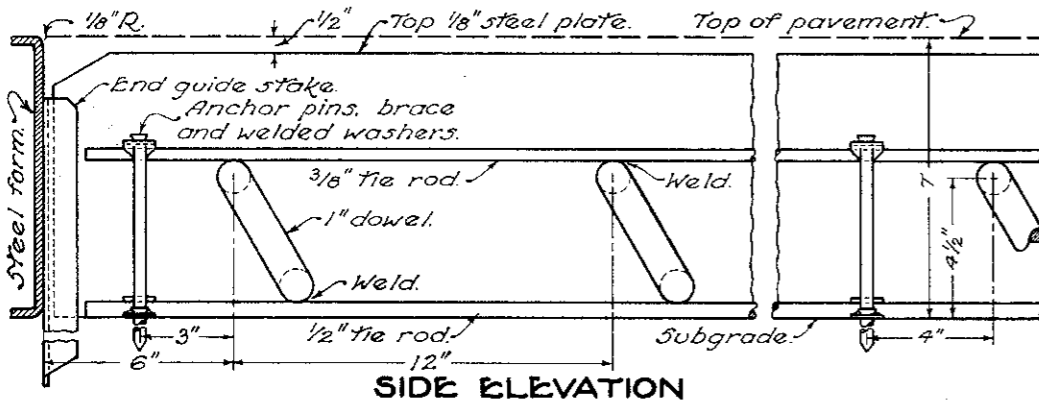 1/8" R.
1/2"
Top 1/8" steel plate.
Top of pavement.
End guide stake.
Anchor pins, brace
and welded washers.
Steel form.
3/8" tie rod.
Weld.
1" dowel.
7
4 1/2"
Weld.
3"
1/2" tie rod.
Subgrade.
4"
6"
12"
SIDE ELEVATION